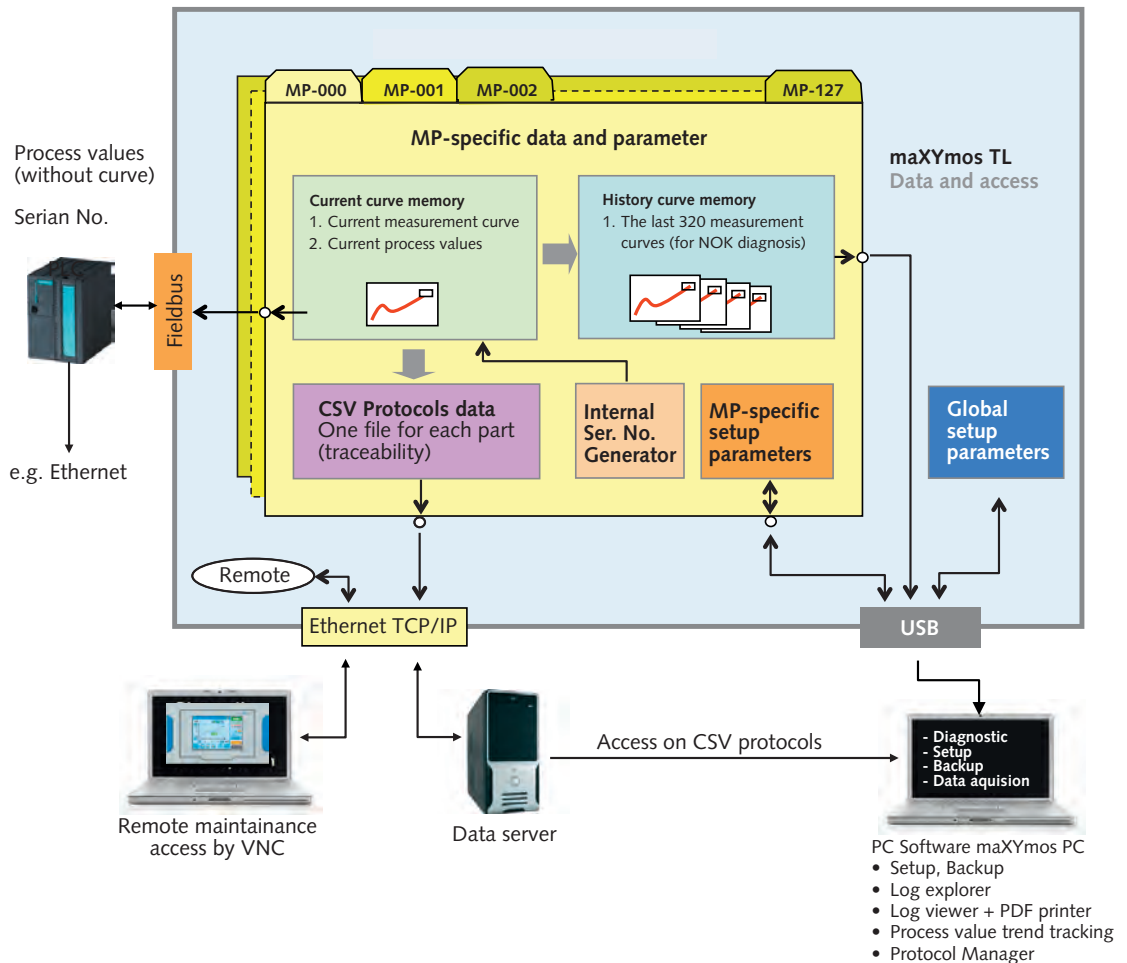 MP-000
MP-001
MP-002
MP-127
MP-specific data and parameter
Process values
(without curve)
Serian No.
maXYmos TL
Data and access
Current curve memory
1. Current measurement curve
2. Current process values
History curve memory
1. The last 320 measurement
curves (for NOK diagnosis)
Fieldbus
CSV Protocols data
One file for each part
(traceability)
Internal
Ser. No.
Generator
MP-specific
setup
parameters
Global
setup
parameters
e.g. Ethernet
Remote
Ethernet TCP/IP
USB
Access on CSV protocols
- Diagnostic
- Setup
- Backup
- Data aquision
Remote maintainance
access by VNC
Data server
PC Software maXYmos PC
• Setup, Backup
• Log explorer
• Log viewer + PDF printer
• Process value trend tracking
• Protocol Manager